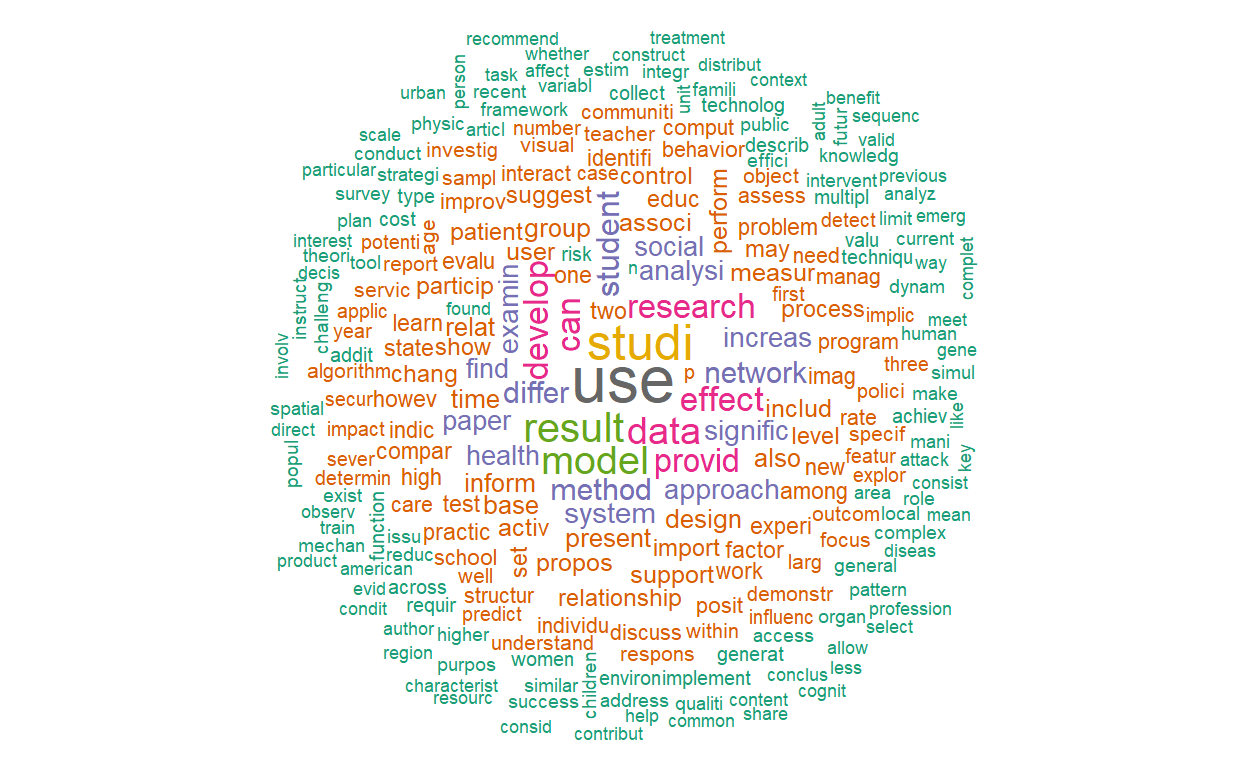 recommend treatment
whether construct
task affect estim integr distribut
person urban recent variabl collect unit famili context
framework communiti technolog adult futur benefit
physic articl number teacher comput public sequenc
scale investig visual identifi behavior describ valid
conduct effici knowledg
particular strategi sampl interact case control object intervent previous
survey type improv suggest student educ perform assess multipl analyz
plan cost age patient group associ problem detect limit emerg
interest potenti user risk social may need valu current
theori tool report evalu one n analysi measur manag techniqu way complet
decis instruct challeng servic particip examin develop can first dynam
applic found two research process implic meet
year learn relat studi increas program human
involv addit state show gene
algorithm chang find use p network imag three simul
secur howev time differ effect includ polici make
spatial paper result data signific rate achiev like
direct impact indic level specif mani
popul sever compar health model provid also new featur attack key
determin high inform method approach among explor consist
exist function care test base system area role
observ design outcom local mean
train practic activ present experi complex
mechan issu import factor focus diseas
product reduc school set propos larg general
american well support work
evid across structur relationship demonstr pattern
condit requir predict posit influenc organ profession
author higher individu discuss within access select
understand
region women children respons generat allow
purpos environ implement conclus less
characterist similar cognit
resourc success address qualiti content
help common share
consid contribut